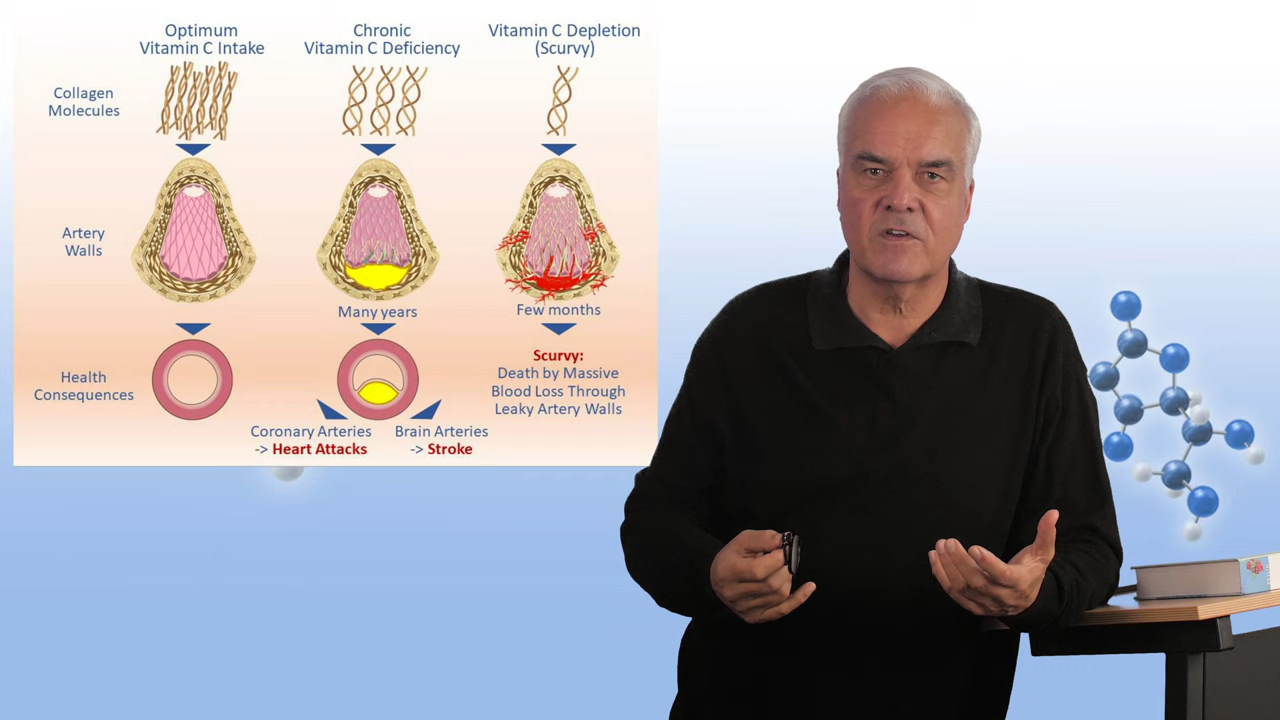 Optimum
Vitamin C Intake
Chronic
Vitamin C Deficiency
Vitamin C Depletion
(Scurvy)
Collagen
Molecules
Artery
Walls
Many years
Few months
Health
Consequences
Scurvy:
Death by Massive
Blood Loss Through
Leaky Artery Walls
Coronary Arteries
-> Heart Attacks
Brain Arteries
-> Stroke